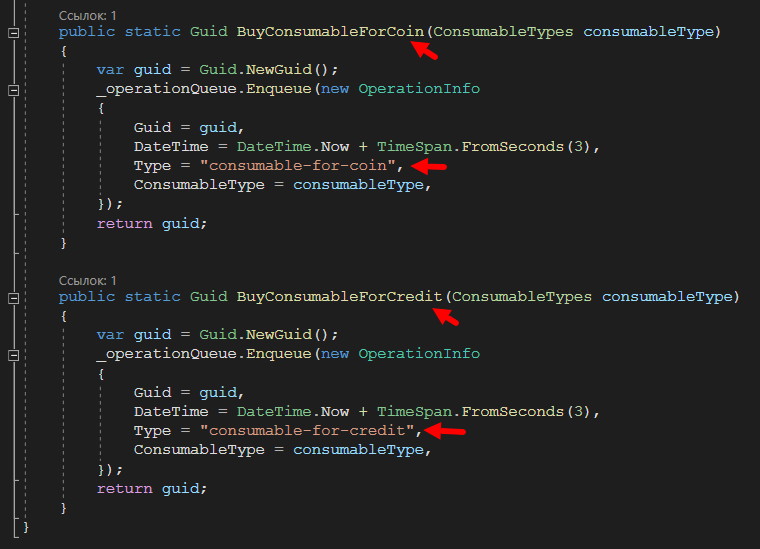 Ссылок: 1
public static Guid BuyConsumableForCoin(ConsumableTypes consumableType)
{
var guid = Guid.NewGuid();
_operationQueue.Enqueue(new OperationInfo
{
Guid = guid,
DateTime = DateTime.Now + TimeSpan.FromSeconds(3),
Type = "consumable-for-coin",
ConsumableType = consumableType,
});
return guid;
}
Ссылок: 1
public static Guid BuyConsumableForCredit(ConsumableTypes consumableType)
{
var guid = Guid.NewGuid();
_operationQueue.Enqueue(new OperationInfo
{
Guid = guid,
DateTime = DateTime.Now + TimeSpan.FromSeconds(3),
Type = "consumable-for-credit",
ConsumableType = consumableType,
});
return guid;
}
}